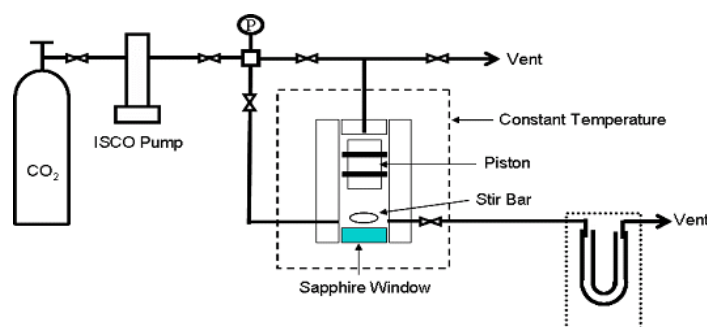 P
Vent
Constant Temperature
ISCO Pump
Piston
CO₂
Stir Bar
Vent
Sapphire Window